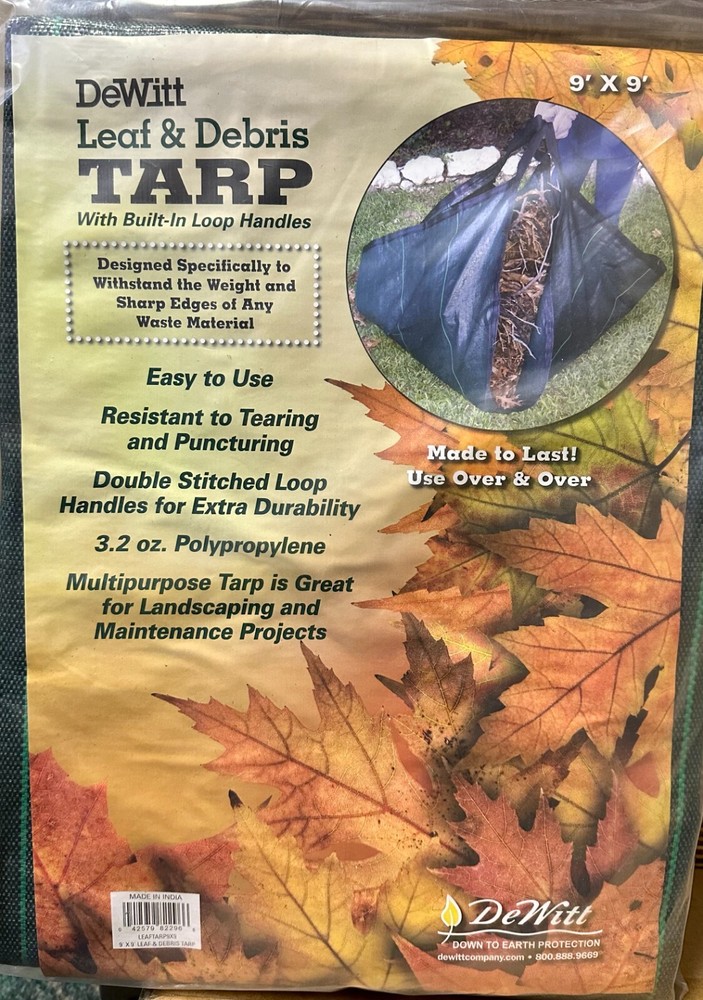 DeWitt
Leaf & Debris
TARP
With Built-In Loop Handles
Designed Specifically to
Withstand the Weight and
Sharp Edges of Any
Waste Material
Easy to Use
Resistant to Tearing
and Puncturing
Double Stitched Loop
Handles for Extra Durability
3.2 oz. Polypropylene
Multipurpose Tarp is Great
for Landscaping and
Maintenance Projects
9' X 9'
Made to Last!
Use Over & Over
MADE IN INDIA
6 42579 82296 8
LEAFTARP9X9
9' X 9' LEAF & DEBRIS TARP
DeWitt
DOWN TO EARTH PROTECTION
dewittcompany.com • 800.888.9669